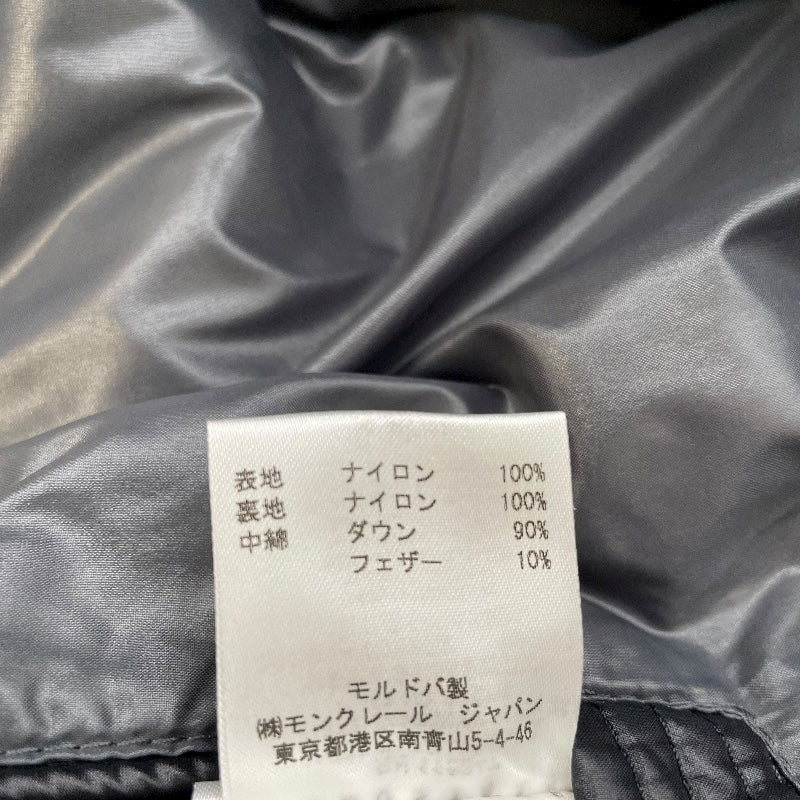 表地 ナイロン 100%
裏地 ナイロン 100%
中綿 ダウン 90%
フェザー 10%
モルドバ製
㈱モンクレール ジャパン
東京都港区南青山5-4-46